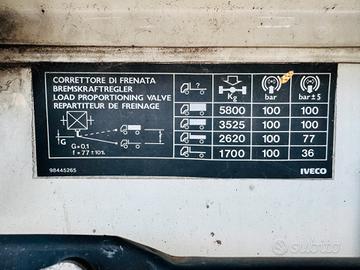 CORRETTORE DI FRENATA
BREMSKRAFTREGLER
LOAD PROPORTIONING VALVE
REPARTITEUR DE FREINAGE
G
G=0,1
f=77±10%
98445265
? Kg bar bar±5
5800 100 100
3525 100 100
2620 100 77
1700 100 36
IVECO
subito